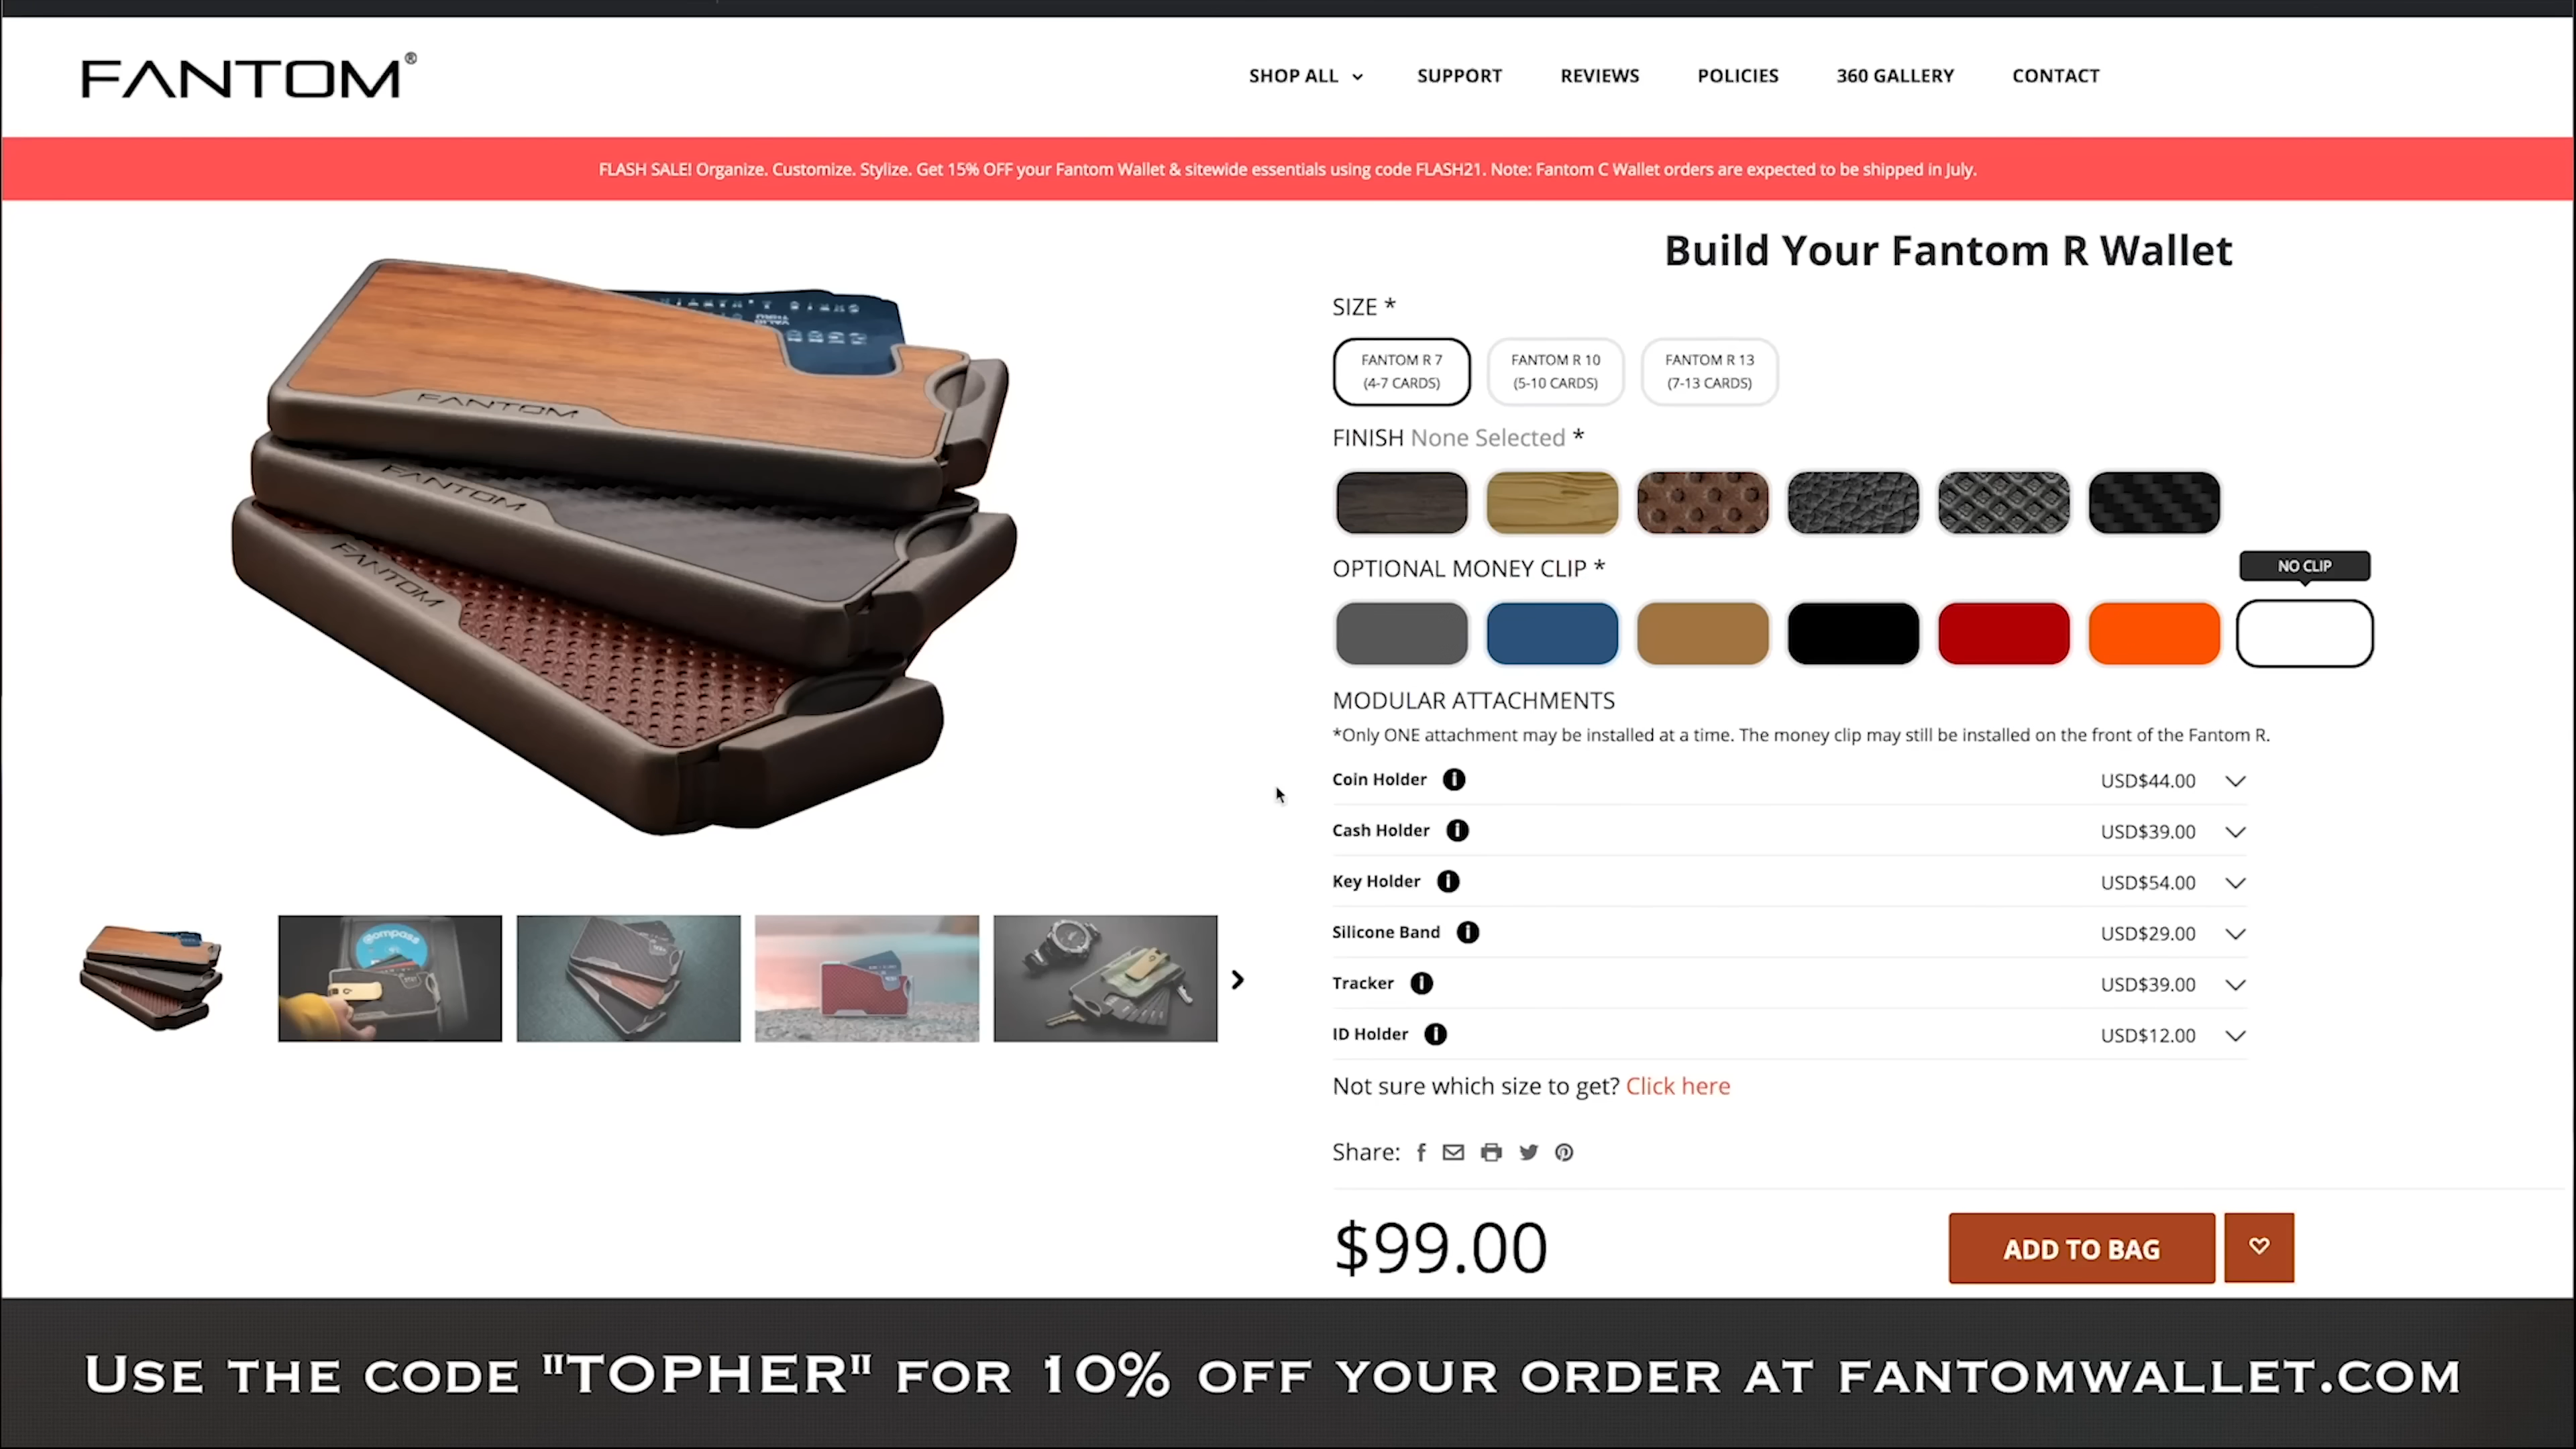 FANTOM®
SHOP ALL
SUPPORT
REVIEWS
POLICIES
360 GALLERY
CONTACT
FLASH SALE! Organize. Customize. Stylize. Get 15% OFF your Fantom Wallet & sitewide essentials using code FLASH21. Note: Fantom C Wallet orders are expected to be shipped in July.
FANTOM
FANTOM
FANTOM
Build Your Fantom R Wallet
SIZE *
FANTOM R 7
(4-7 CARDS)
FANTOM R 10
(5-10 CARDS)
FANTOM R 13
(7-13 CARDS)
FINISH None Selected *
OPTIONAL MONEY CLIP *
NO CLIP
MODULAR ATTACHMENTS
*Only ONE attachment may be installed at a time. The money clip may still be installed on the front of the Fantom R.
Coin Holder USD$44.00
Cash Holder USD$39.00
Key Holder USD$54.00
Silicone Band USD$29.00
Tracker USD$39.00
ID Holder USD$12.00
Not sure which size to get? Click here
Share:
$99.00
ADD TO BAG
USE THE CODE "TOPHER" FOR 10% OFF YOUR ORDER AT FANTOMWALLET.COM